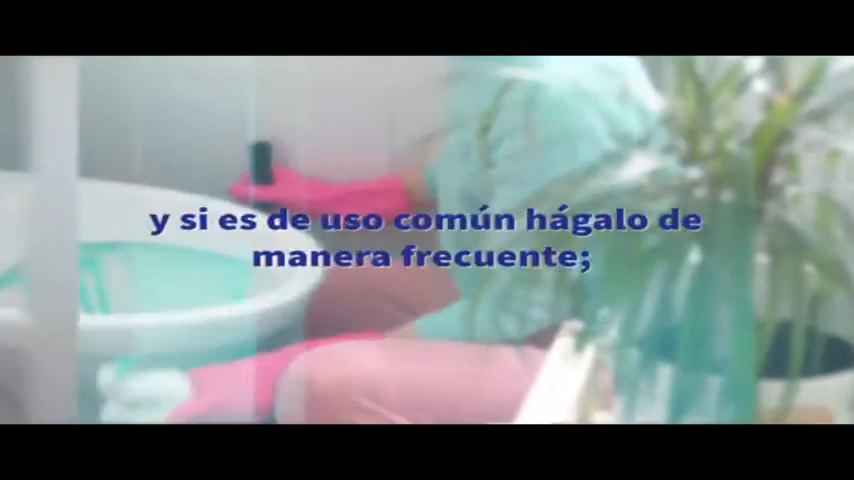 y si es de uso común hágalo de
manera frecuente;